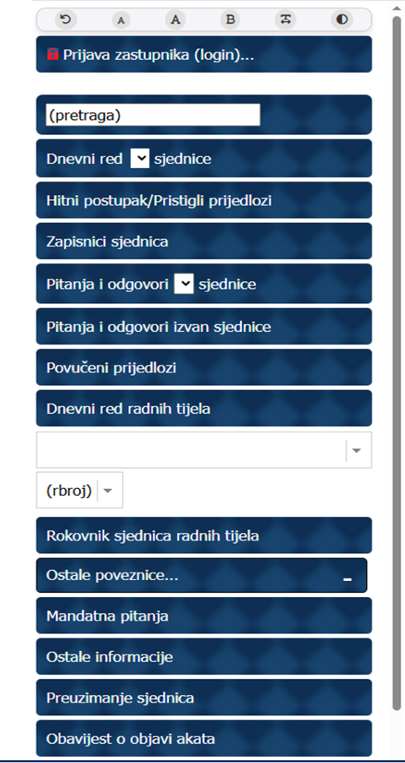 A A B
Prijava zastupnika (login)...
(pretraga)
Dnevni red sjednice
Hitni postupak/Pristigli prijedlozi
Zapisnici sjednica
Pitanja i odgovori sjednice
Pitanja i odgovori izvan sjednice
Povučeni prijedlozi
Dnevni red radnih tijela
(rbroj)
Rokovnik sjednica radnih tijela
Ostale poveznice...
Mandatna pitanja
Ostale informacije
Preuzimanje sjednica
Obavijest o objavi akata